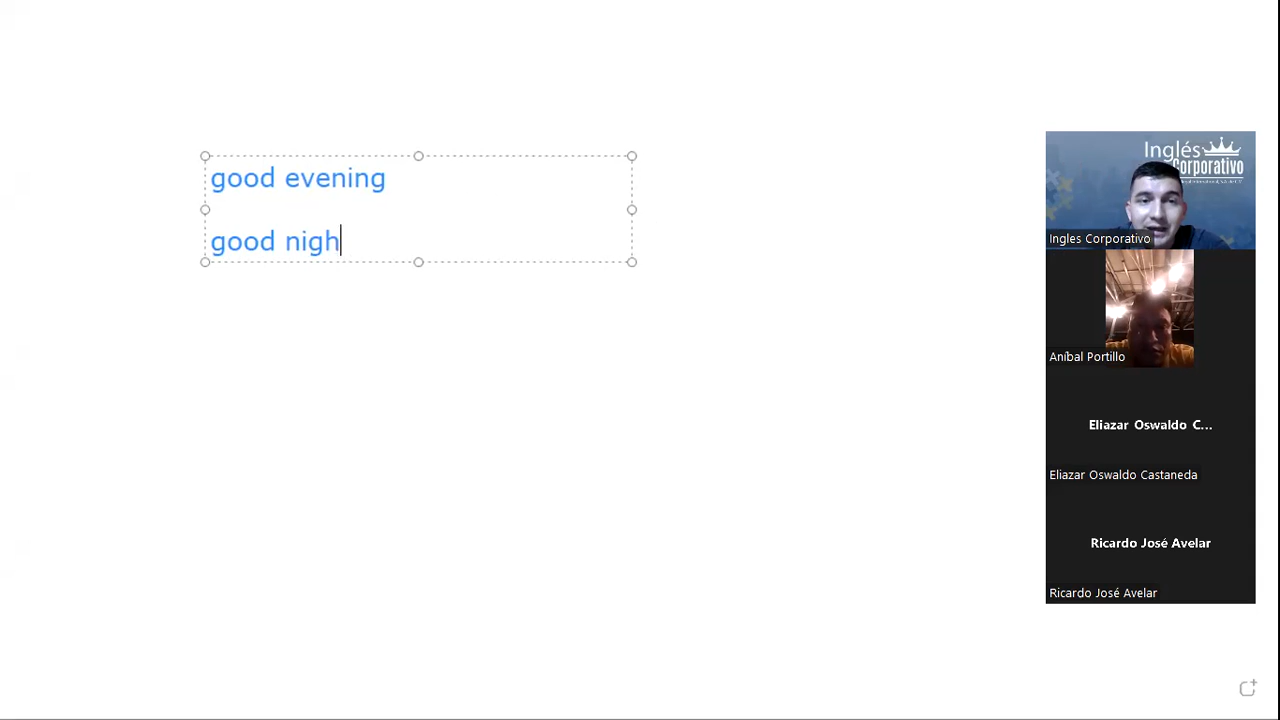 good evening
good nigh
Inglés
Corporativo
Ingles Corporativo
Aníbal Portillo
Eliazar Oswaldo C...
Eliazar Oswaldo Castaneda
Ricardo José Avelar
Ricardo José Avelar